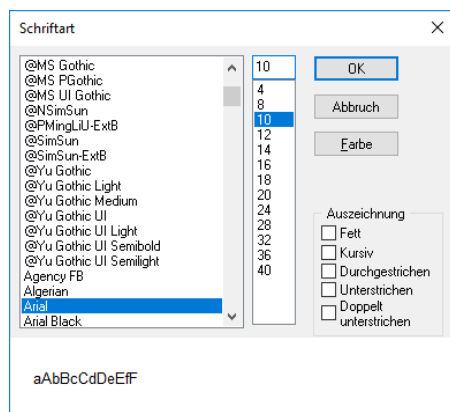 Schriftart
@MS Gothic
@MS PGothic
@MS UI Gothic
@NSimSun
@PMingLiU-ExtB
@SimSun
@SimSun-ExtB
@Yu Gothic
@Yu Gothic Light
@Yu Gothic Medium
@Yu Gothic UI
@Yu Gothic UI Light
@Yu Gothic UI Semibold
@Yu Gothic UI Semilight
Agency FB
Algerian
Arial
Arial Black
10
4
8
10
12
14
16
18
20
24
28
32
36
40
OK
Abbruch
Farbe
Auszeichnung
Fett
Kursiv
Durchgestrichen
Unterstrichen
Doppelt
unterstrichen
aAbBcCdDeEfF